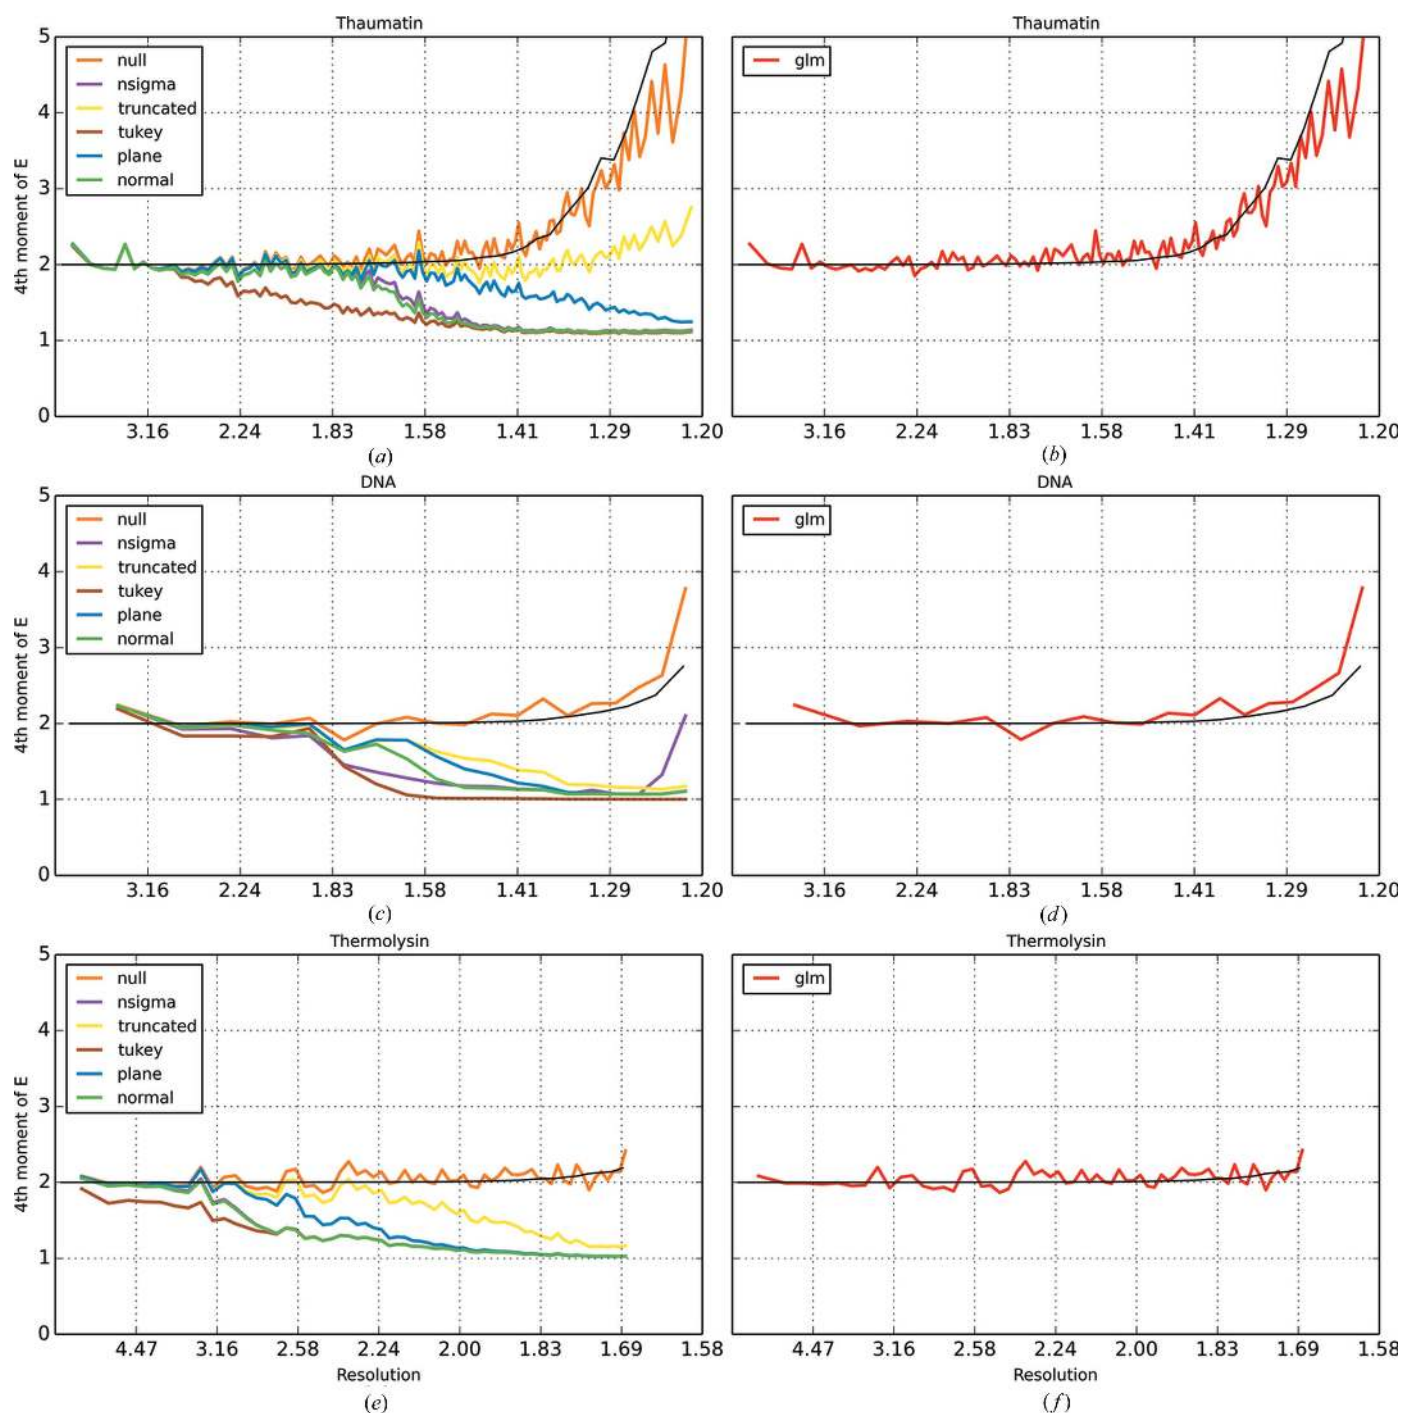 Thaumatin
5
4
3
2
1
0
4th moment of E
null
nsigma
truncated
tukey
plane
normal
3.16 2.24 1.83 1.58 1.41 1.29 1.20
(a)
Thaumatin
glm
3.16 2.24 1.83 1.58 1.41 1.29 1.20
(b)
DNA
5
4
3
2
1
0
4th moment of E
null
nsigma
truncated
tukey
plane
normal
3.16 2.24 1.83 1.58 1.41 1.29 1.20
(c)
DNA
glm
3.16 2.24 1.83 1.58 1.41 1.29 1.20
(d)
Thermolysin
5
4
3
2
1
0
4th moment of E
null
nsigma
truncated
tukey
plane
normal
4.47 3.16 2.58 2.24 2.00 1.83 1.69 1.58
Resolution
(e)
Thermolysin
glm
4.47 3.16 2.58 2.24 2.00 1.83 1.69 1.58
Resolution
(f)